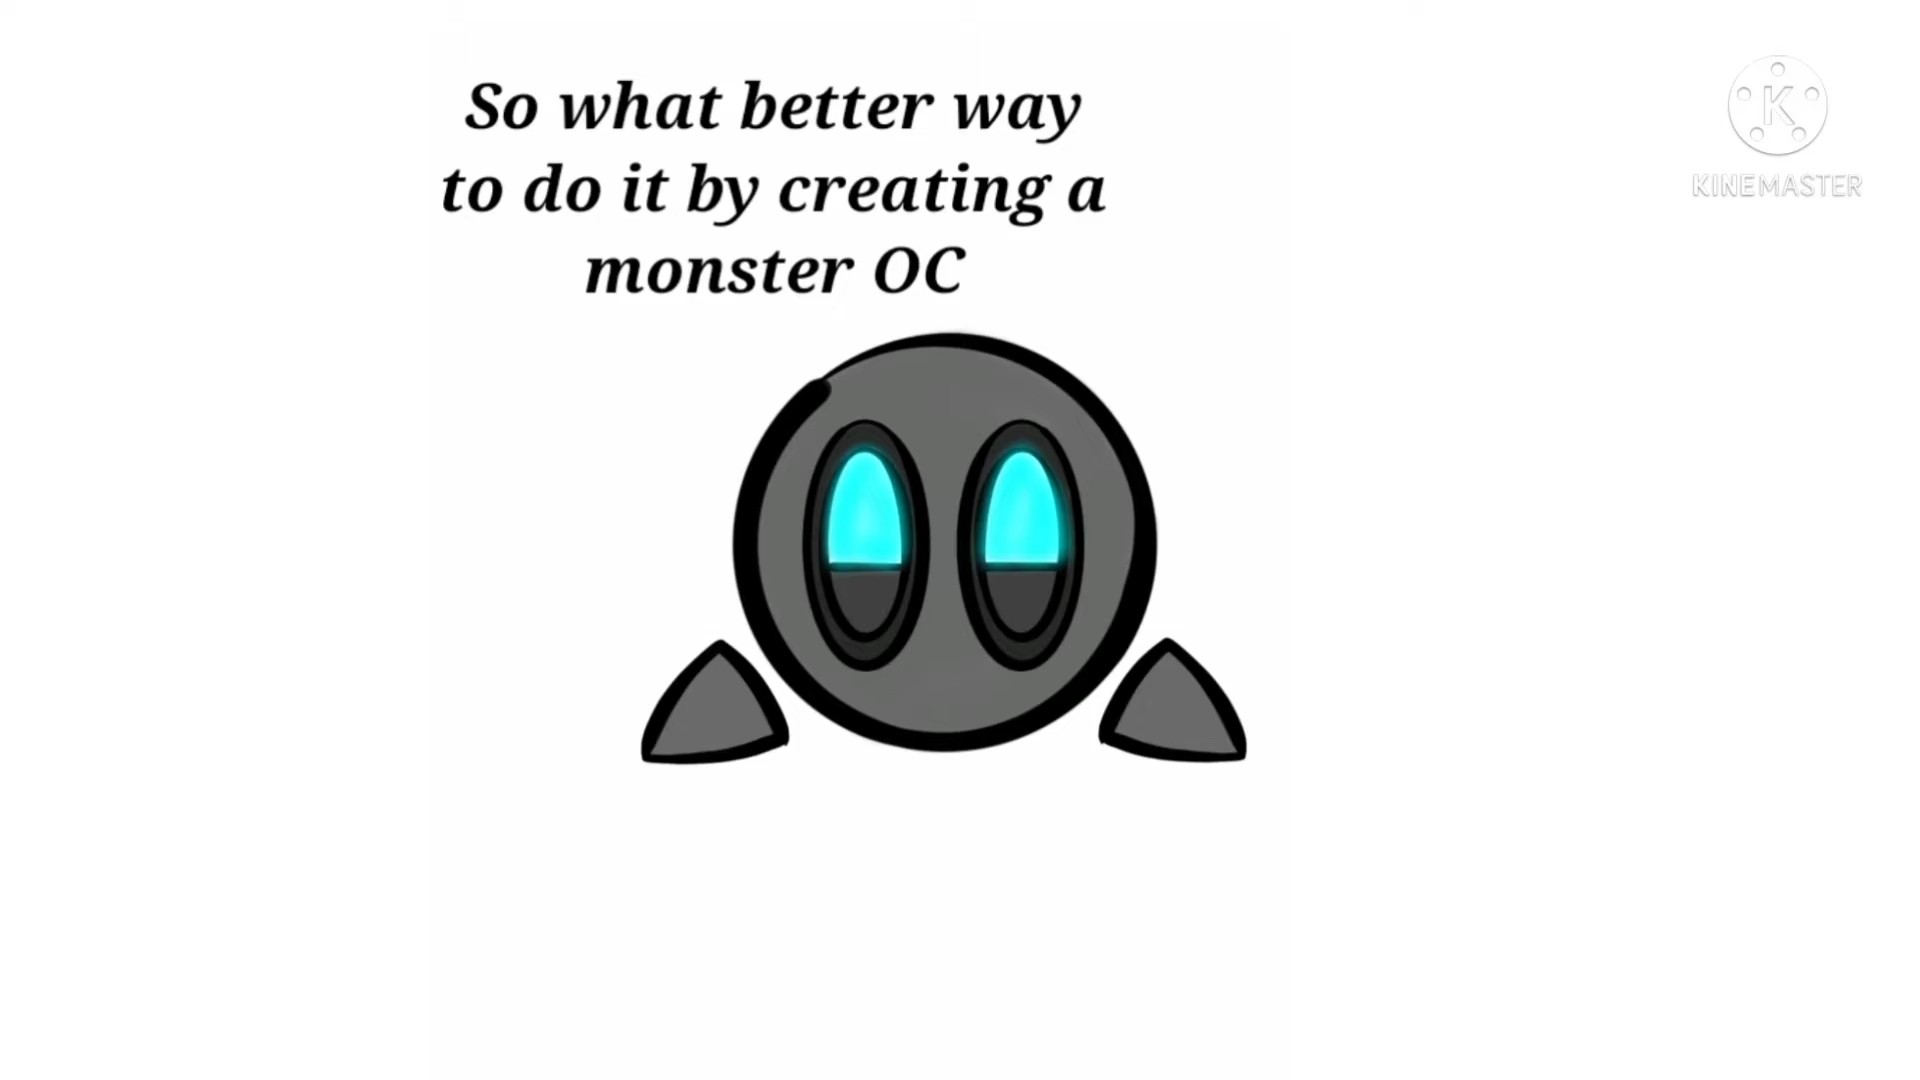 So what better way
to do it by creating a
monster OC
K
KINEMASTER